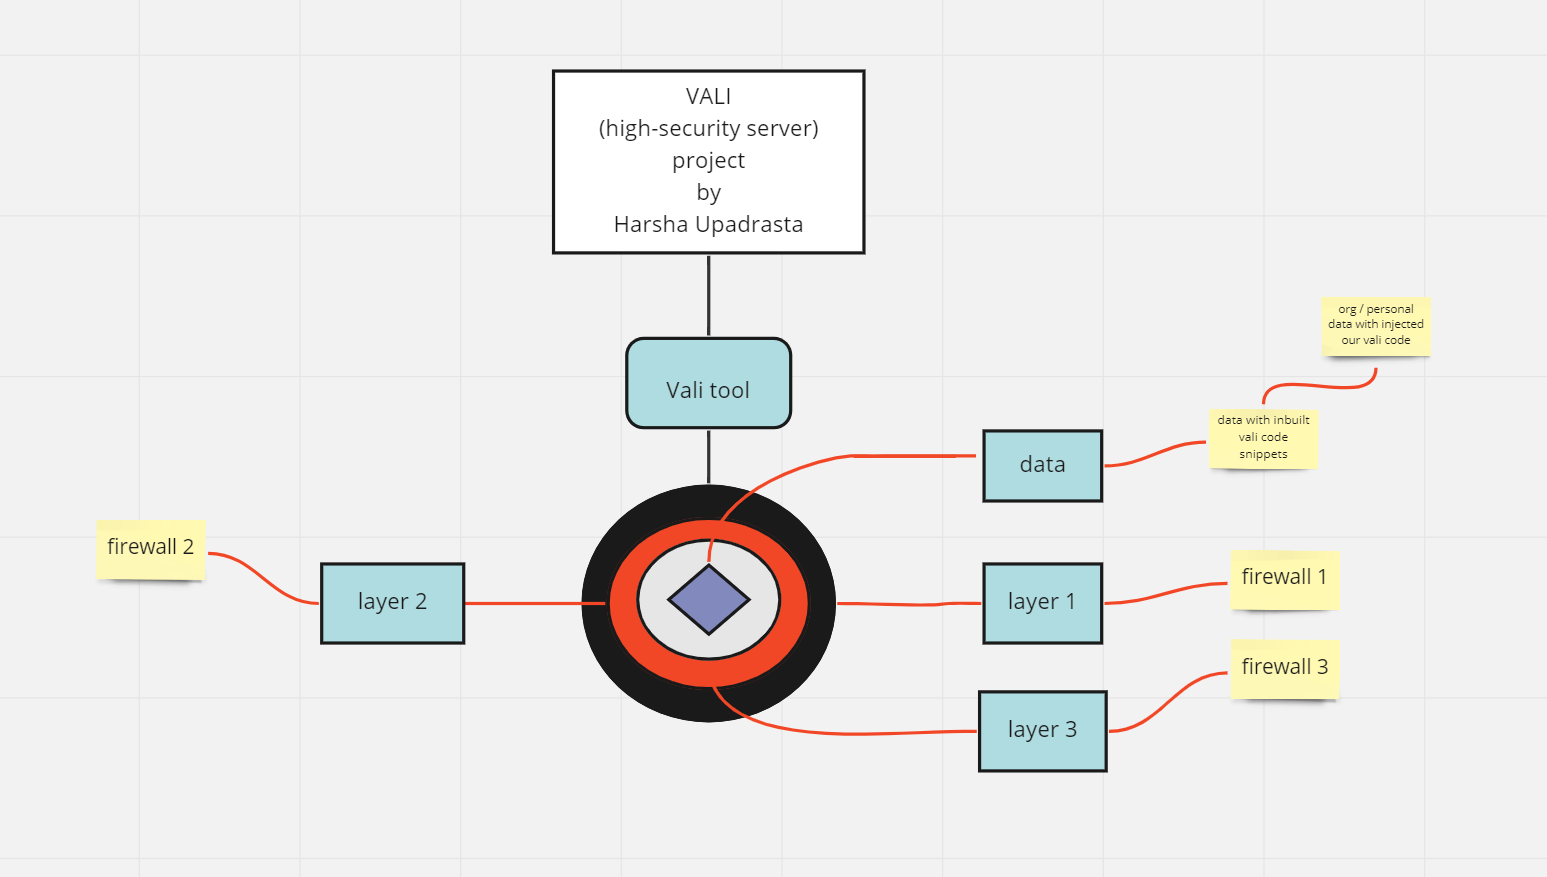 VALI
(high-security server)
project
by
Harsha Upadrasta
Vali tool
org / personal
data with injected
our vali code
data with inbuilt
vali code
snippets
data
firewall 2
layer 2
layer 1
firewall 1
layer 3
firewall 3